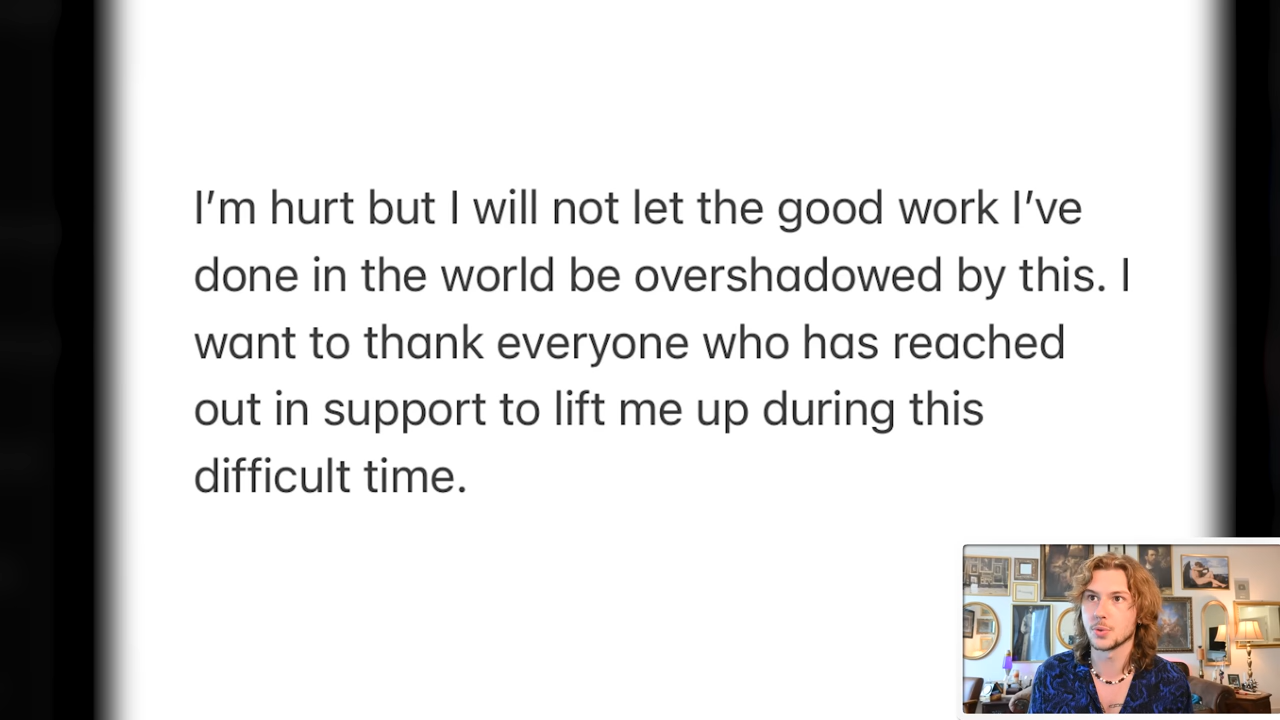 I’m hurt but I will not let the good work I’ve
done in the world be overshadowed by this. I
want to thank everyone who has reached
out in support to lift me up during this
difficult time.